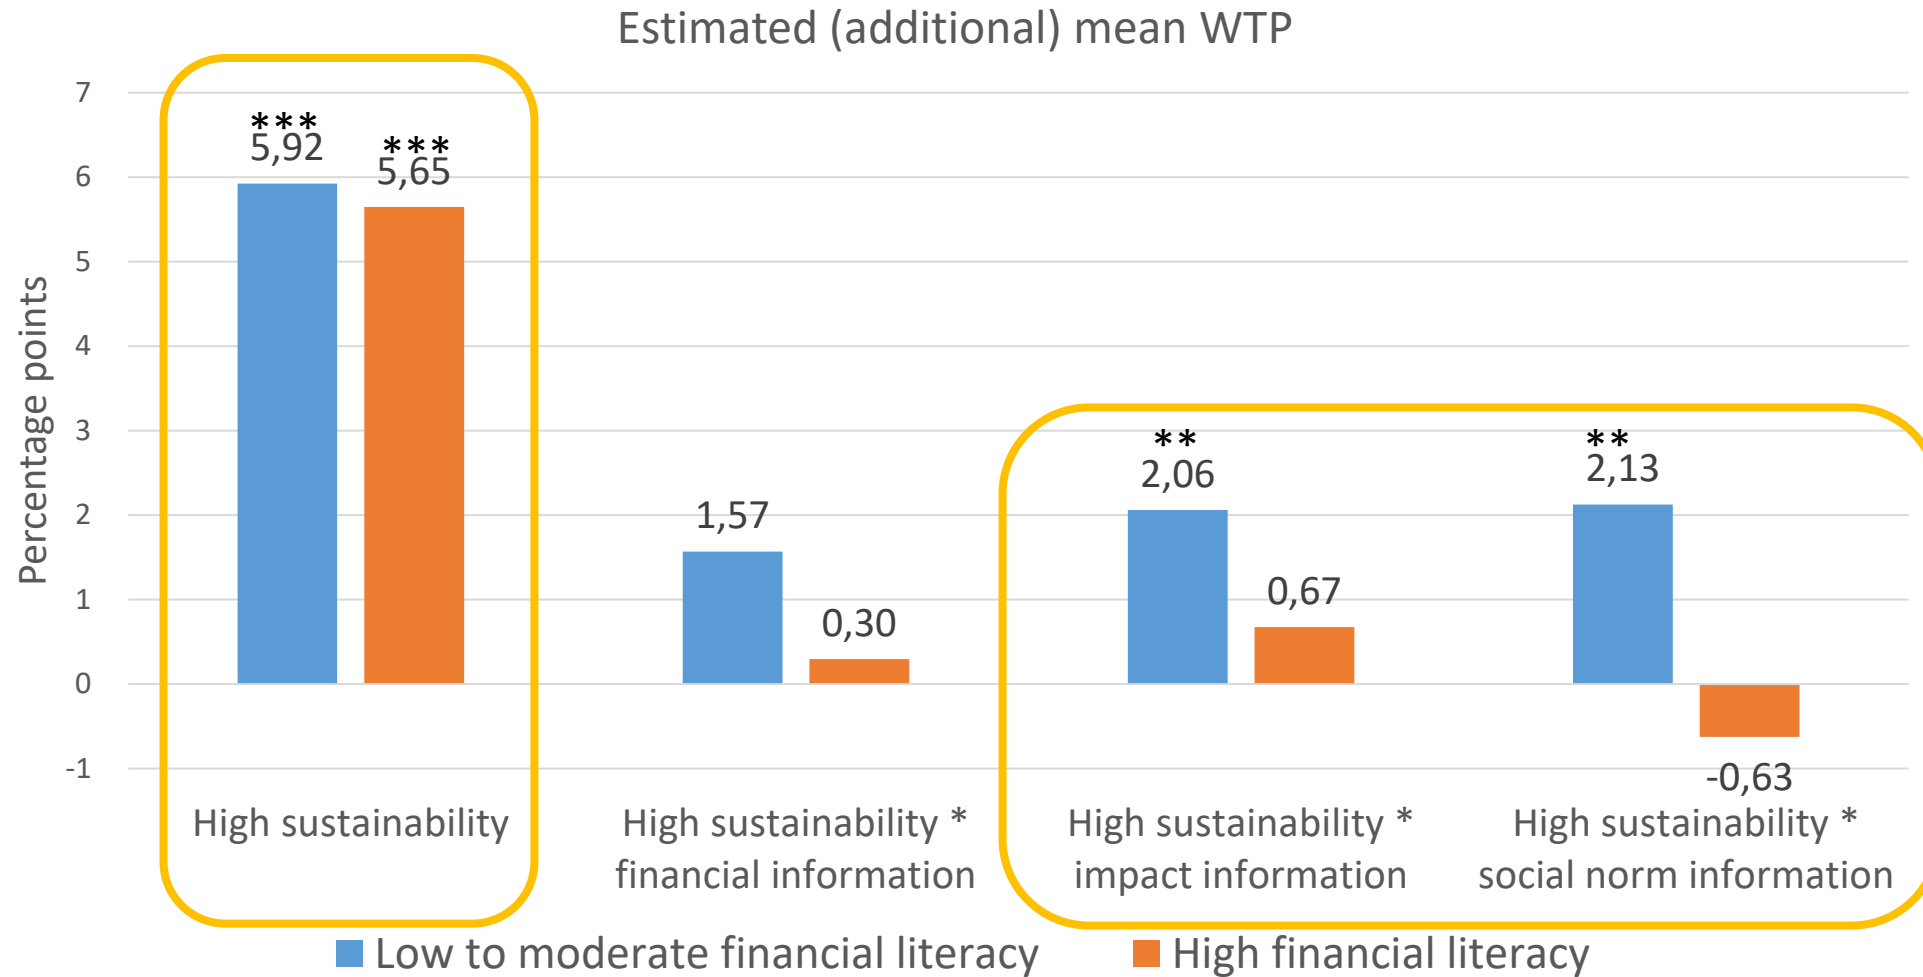 Estimated (additional) mean WTP
Percentage points
7
6
5
4
3
2
1
0
-1
***
5,92
***
5,65
1,57
0,30
**
2,06
0,67
**
2,13
-0,63
High sustainability
High sustainability *
financial information
High sustainability *
impact information
High sustainability *
social norm information
Low to moderate financial literacy
High financial literacy